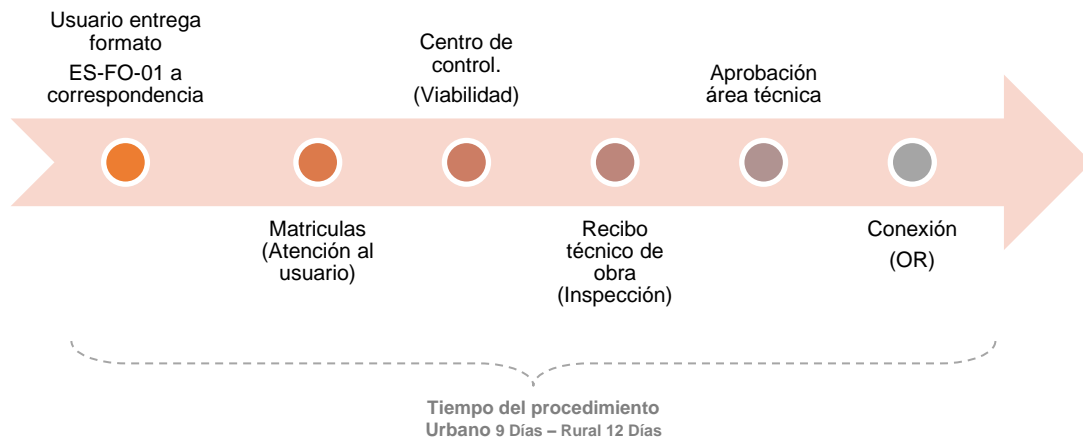 Usuario entrega
formato
ES-FO-01 a
correspondencia
Matriculas
(Atención al
usuario)
Centro de
control.
(Viabilidad)
Recibo
técnico de
obra
(Inspección)
Aprobación
área técnica
Conexión
(OR)
Tiempo del procedimiento
Urbano 9 Días – Rural 12 Días